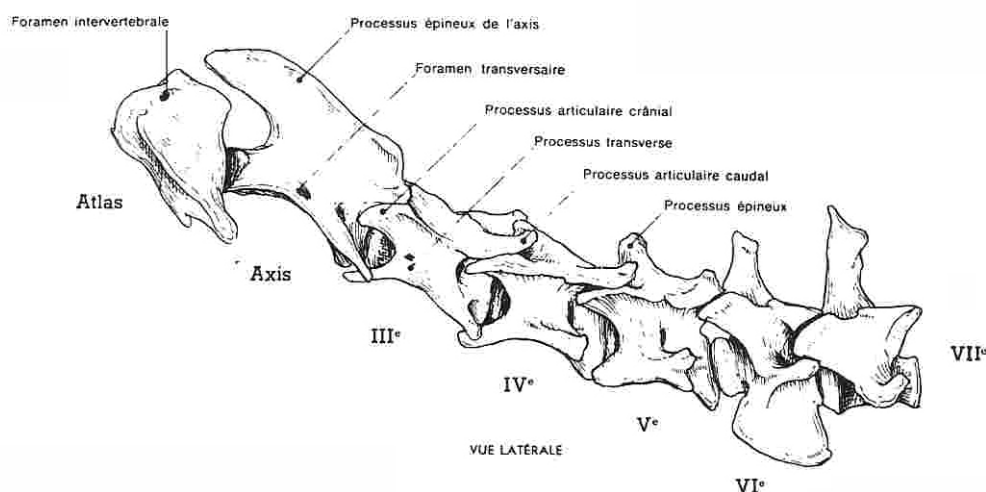 Foramen intervertebrale
Processus épineux de l'axis
Foramen transversaire
Processus articulaire crânial
Processus transverse
Processus articulaire caudal
Processus épineux
Atlas
Axis
IIIe
IVe
Ve
VIe
VIIe
VUE LATÉRALE